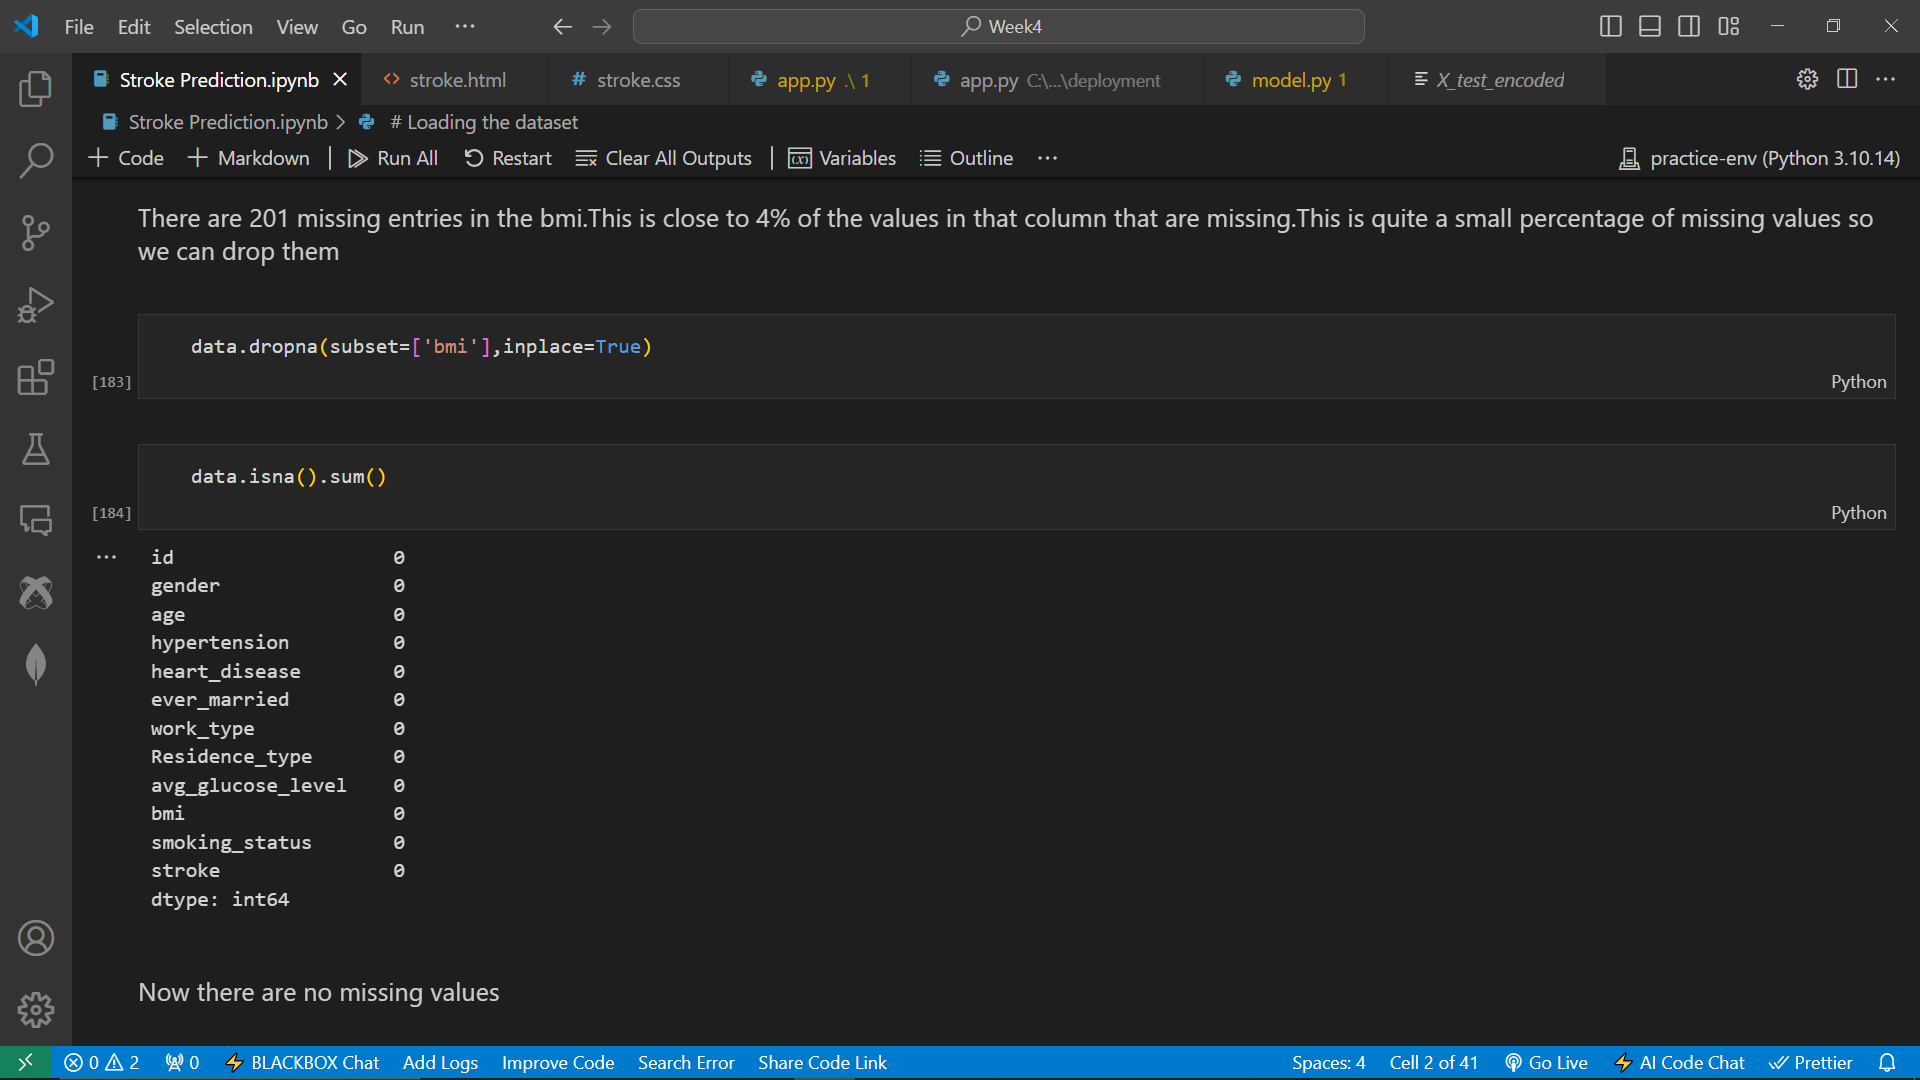 File Edit Selection View Go Run ··· Week4
Stroke Prediction.ipynb stroke.html # stroke.css app.py .\ 1 app.py C:\...\deployment model.py 1 X_test_encoded
Stroke Prediction.ipynb > # Loading the dataset
+ Code + Markdown Run All Restart Clear All Outputs Variables Outline ··· practice-env (Python 3.10.14)
There are 201 missing entries in the bmi.This is close to 4% of the values in that column that are missing.This is quite a small percentage of missing values so
we can drop them
data.dropna(subset=['bmi'],inplace=True)
[183] Python
data.isna().sum()
[184] Python
id 0
gender 0
age 0
hypertension 0
heart_disease 0
ever_married 0
work_type 0
Residence_type 0
avg_glucose_level 0
bmi 0
smoking_status 0
stroke 0
dtype: int64
Now there are no missing values
0 2 0 BLACKBOX Chat Add Logs Improve Code Search Error Share Code Link Spaces: 4 Cell 2 of 41 Go Live AI Code Chat Prettier